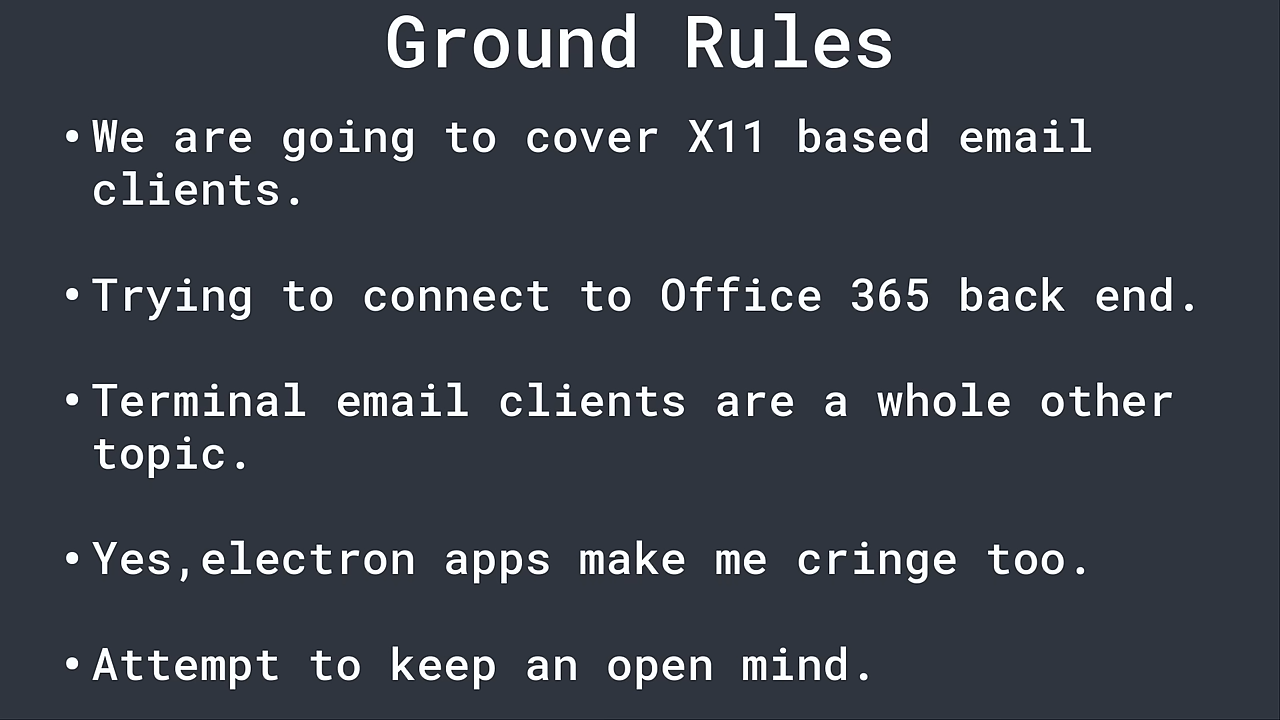 Ground Rules
•We are going to cover X11 based email
clients.
•Trying to connect to Office 365 back end.
•Terminal email clients are a whole other
topic.
•Yes,electron apps make me cringe too.
•Attempt to keep an open mind.